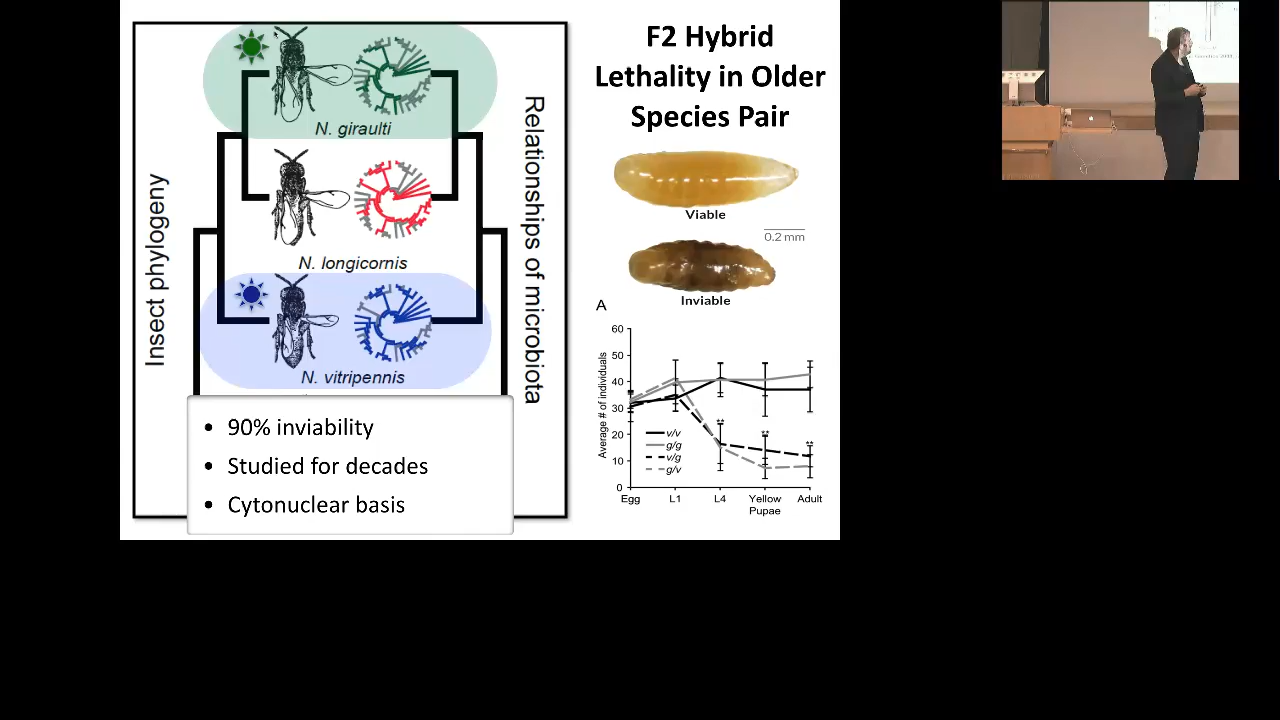 Insect phylogeny
N. giraulti
N. longicornis
N. vitripennis
Relationships of microbiota
• 90% inviability
• Studied for decades
• Cytonuclear basis
F2 Hybrid
Lethality in Older
Species Pair
Viable
0.2 mm
Inviable
A
Average # of individuals
60
50
40
30
20
10
0
v/v
g/g
v/g
g/v
**
**
**
Egg L1 L4 Yellow Adult
Pupae